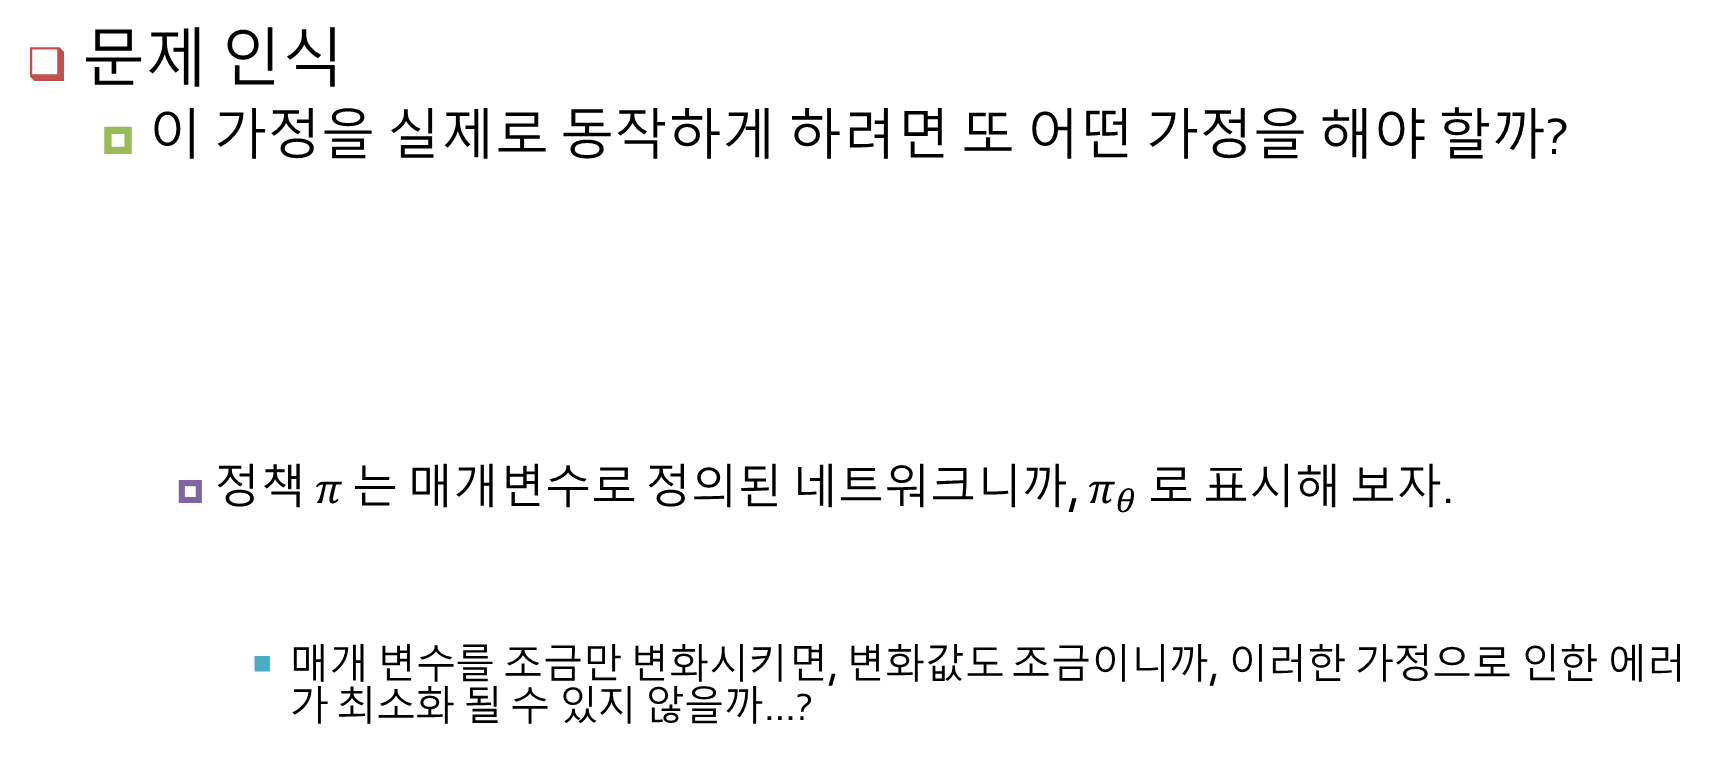 문제 인식
이 가정을 실제로 동작하게 하려면 또 어떤 가정을 해야 할까?
정책 π 는 매개변수로 정의된 네트워크니까, π_θ 로 표시해 보자.
매개 변수를 조금만 변화시키면, 변화값도 조금이니까, 이러한 가정으로 인한 에러
가 최소화 될 수 있지 않을까...?